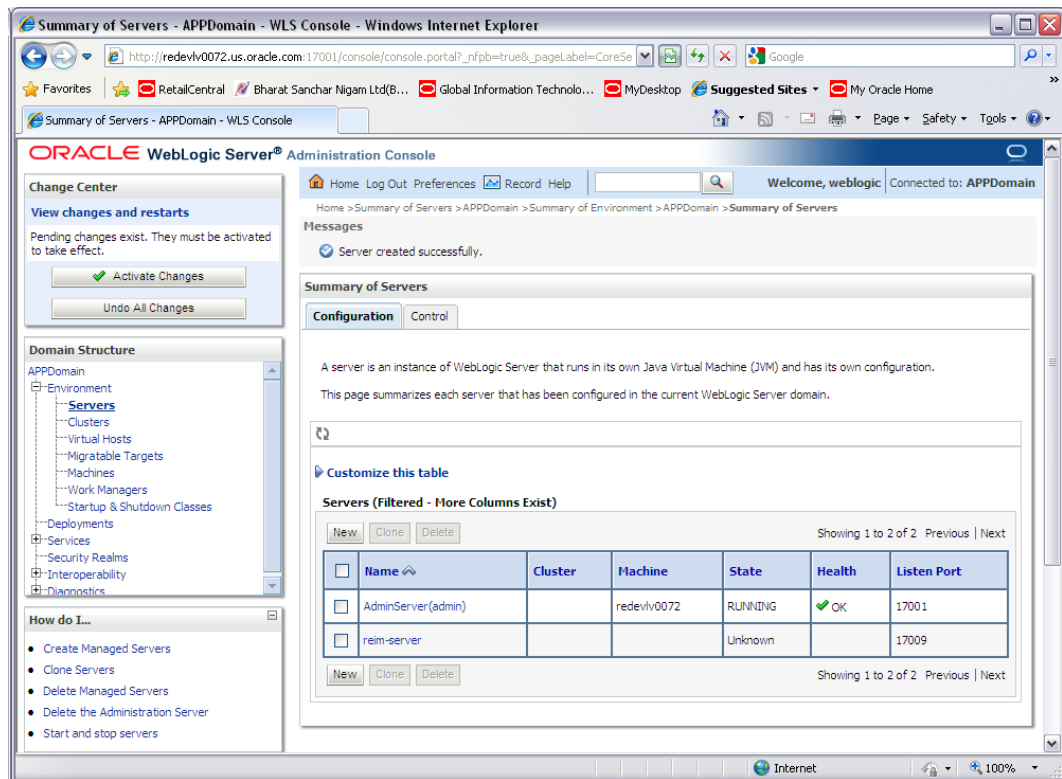 Summary of Servers - APPDomain - WLS Console - Windows Internet Explorer
http://redevlv0072.us.oracle.com:17001/console/console.portal?_nfpb=true&_pageLabel=CoreSe
Google
Favorites
RetailCentral
Bharat Sanchar Nigam Ltd(B...
Global Information Technolo...
MyDesktop
Suggested Sites
My Oracle Home
»
Summary of Servers - APPDomain - WLS Console
Page
Safety
Tools
ORACLE WebLogic Server® Administration Console
Change Center
View changes and restarts
Pending changes exist. They must be activated
to take effect.
Activate Changes
Undo All Changes
Domain Structure
APPDomain
Environment
Servers
Clusters
Virtual Hosts
Migratable Targets
Machines
Work Managers
Startup & Shutdown Classes
Deployments
Services
Security Realms
Interoperability
Diagnostics
How do I...
Create Managed Servers
Clone Servers
Delete Managed Servers
Delete the Administration Server
Start and stop servers
Home Log Out Preferences Record Help
Welcome, weblogic Connected to: APPDomain
Home >Summary of Servers >APPDomain >Summary of Environment >APPDomain >Summary of Servers
Messages
Server created successfully.
Summary of Servers
Configuration Control
A server is an instance of WebLogic Server that runs in its own Java Virtual Machine (JVM) and has its own configuration.
This page summarizes each server that has been configured in the current WebLogic Server domain.
Customize this table
Servers (Filtered - More Columns Exist)
New Clone Delete Showing 1 to 2 of 2 Previous | Next
Name Cluster Machine State Health Listen Port
AdminServer(admin) redevlv0072 RUNNING OK 17001
reim-server Unknown 17009
New Clone Delete Showing 1 to 2 of 2 Previous | Next
Internet 100%